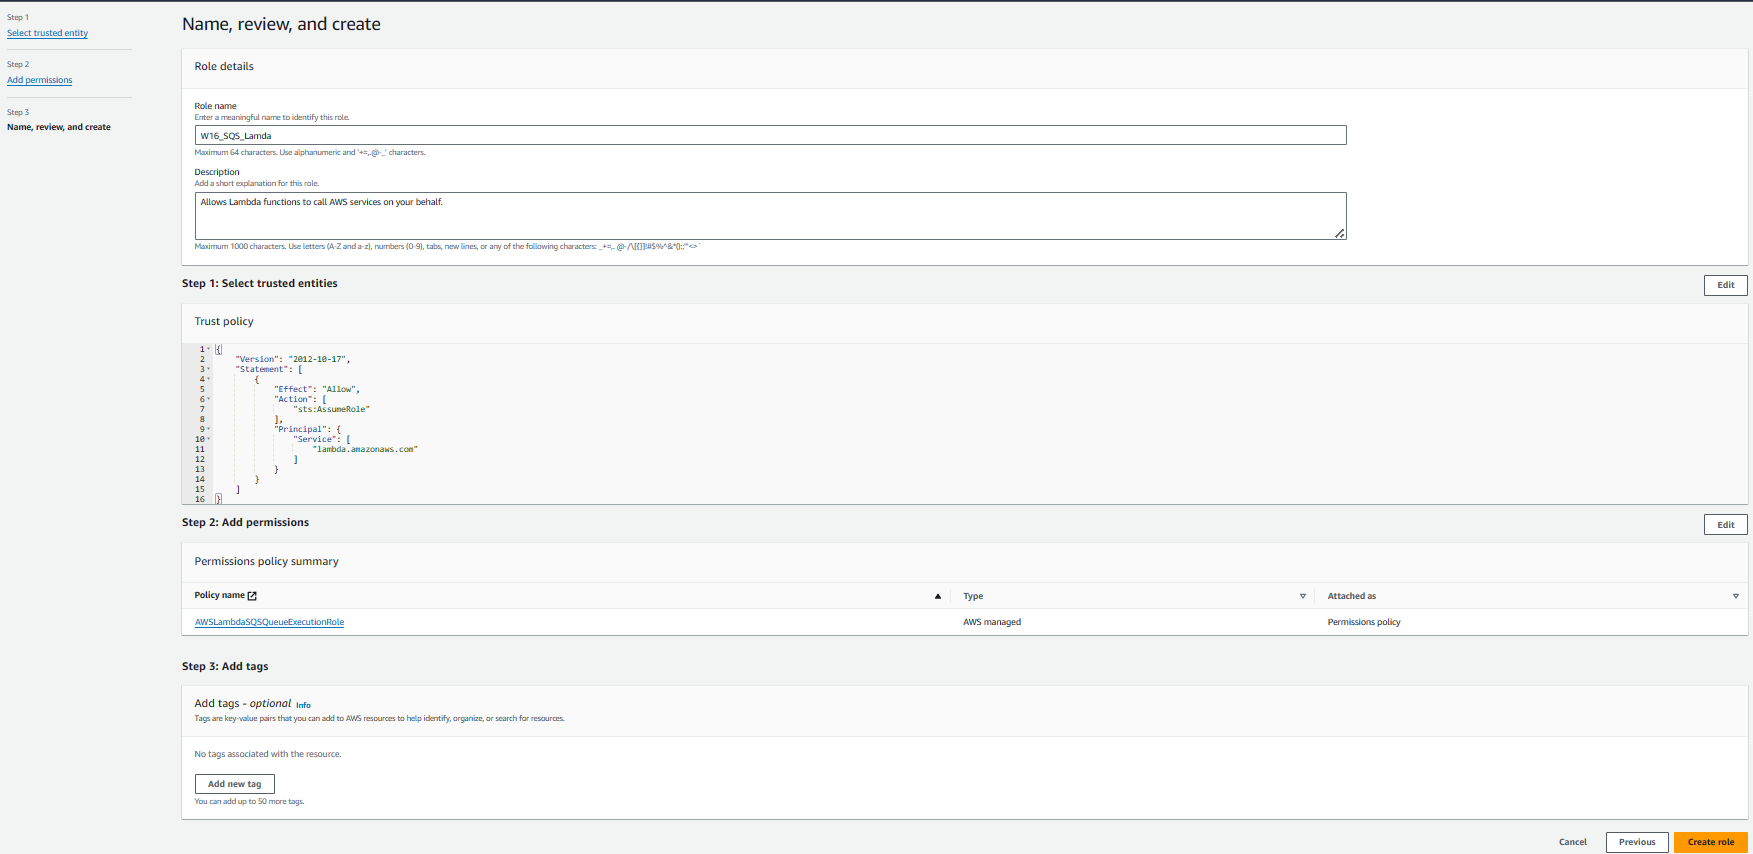 Step 1
Select trusted entity
Step 2
Add permissions
Step 3
Name, review, and create
Name, review, and create
Role details
Role name
Enter a meaningful name to identify this role.
W16_SQS_Lamda
Maximum 64 characters. Use alphanumeric and '+=,.@-_' characters.
Description
Add a short explanation for this role.
Allows Lambda functions to call AWS services on your behalf.
Maximum 1000 characters. Use letters (A-Z and a-z), numbers (0-9), tabs, new lines, or any of the following characters: _+=,. @-/\[{}]!#$%^&*();:'"<>`
Step 1: Select trusted entities
Edit
Trust policy
1 {
2 "Version": "2012-10-17",
3 "Statement": [
4 {
5 "Effect": "Allow",
6 "Action": [
7 "sts:AssumeRole"
8 ],
9 "Principal": {
10 "Service": [
11 "lambda.amazonaws.com"
12 ]
13 }
14 }
15 ]
16 }
Step 2: Add permissions
Edit
Permissions policy summary
Policy name Type Attached as
AWSLambdaSQSQueueExecutionRole AWS managed Permissions policy
Step 3: Add tags
Add tags - optional Info
Tags are key-value pairs that you can add to AWS resources to help identify, organize, or search for resources.
No tags associated with the resource.
Add new tag
You can add up to 50 more tags.
Cancel Previous Create role